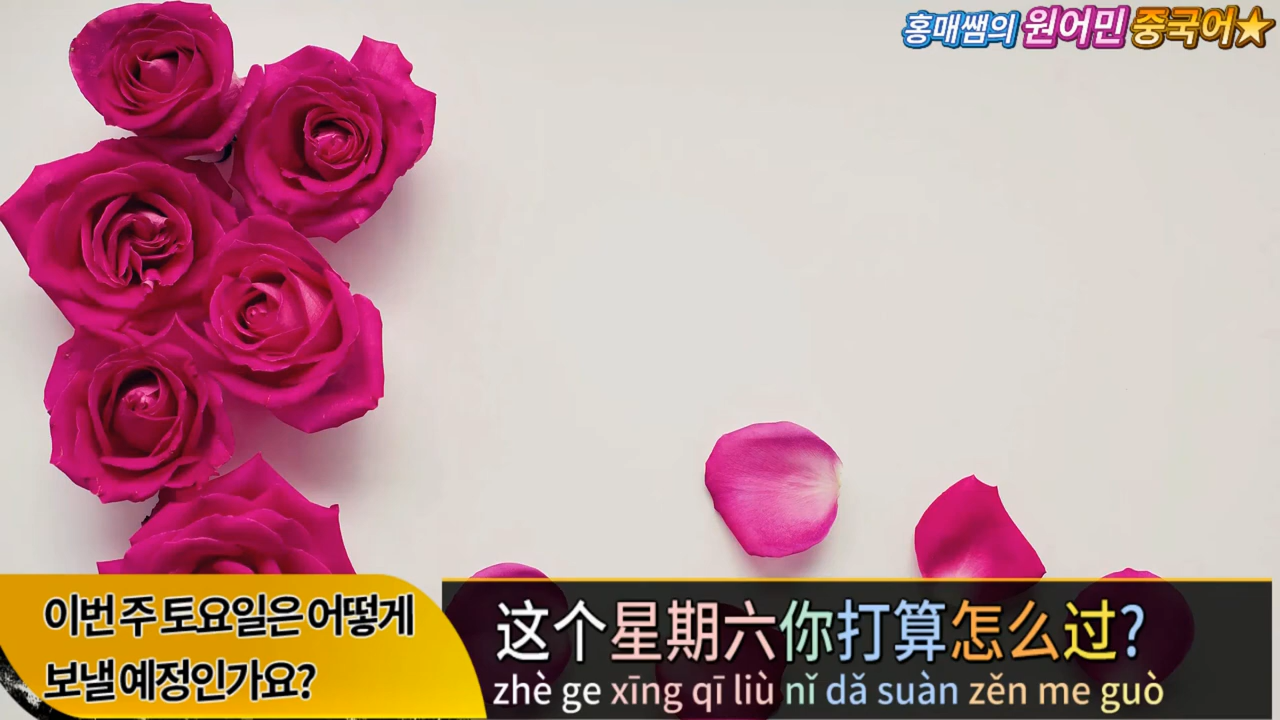 홍매쌤의 원어민 중국어★
이번 주 토요일은 어떻게
보낼 예정인가요?
这个星期六你打算怎么过?
zhè ge xīng qī liù nǐ dǎ suàn zěn me guò